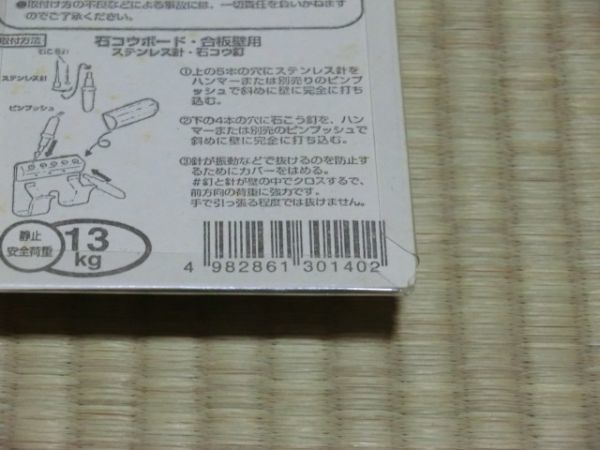 ●取付け方の不良などによる事故には、一切責任を負いかねます
のでご了承ください。
取付方法
石コウボード・合板壁用
ステンレス針・石コウ釘
石こう釘
ステンレス針
ピンプッシュ
①上の5本の穴にステンレス針を
ハンマーまたは別売りのピンプ
ッシュで斜めに壁に完全に打ち
込む。
②下の4本の穴に石こう釘を、ハン
マーまたは別売のピンプッシュで
斜めに壁に完全に打ち込む。
③針が振動などで抜けるのを防止す
るためにカバーをはめる。
#釘と針が壁の中でクロスするで、
前方向の荷重に強力です。
手で引っ張る程度では抜けません。
静止
安全荷重
13
kg
4 982861 301402